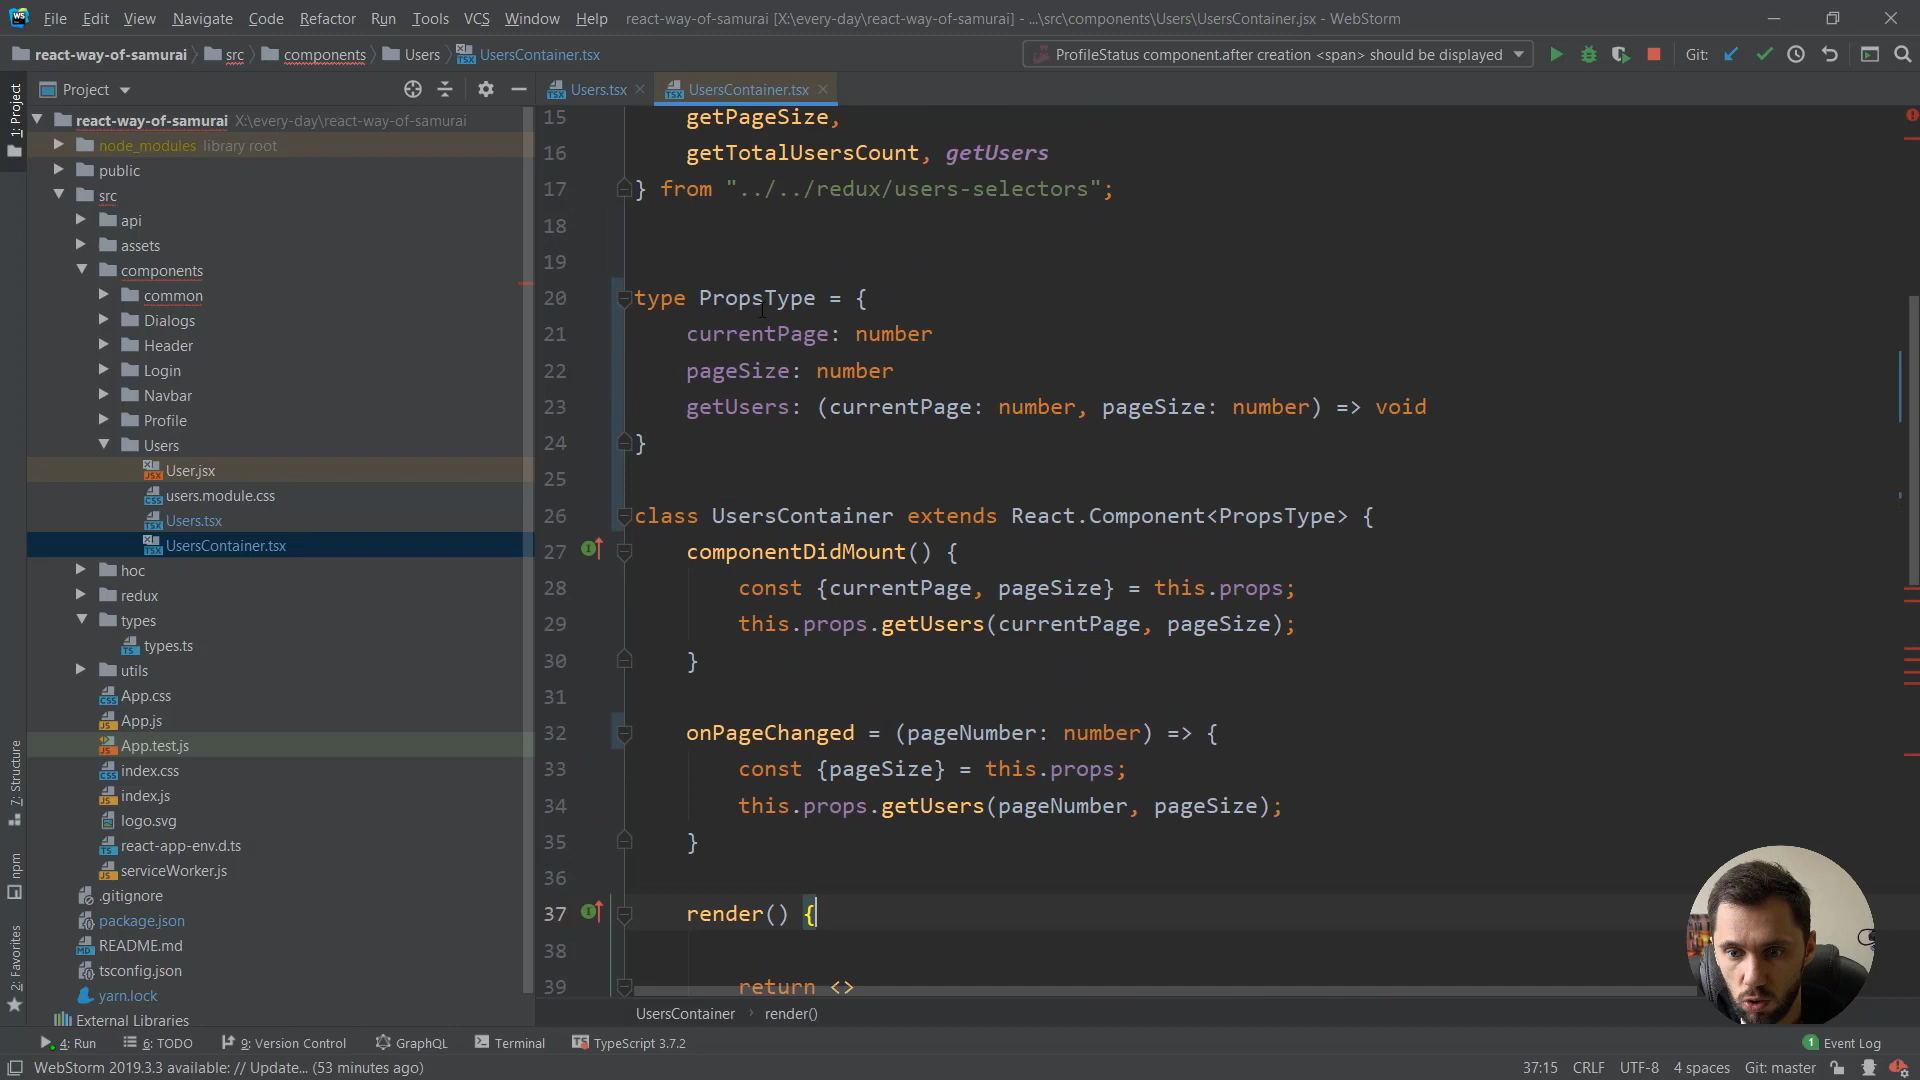 File Edit View Navigate Code Refactor Run Tools VCS Window Help react-way-of-samurai [X:\every-day\react-way-of-samurai] - ...\src\components\Users\UsersContainer.jsx - WebStorm
react-way-of-samurai src components Users UsersContainer.tsx ProfileStatus component.after creation <span> should be displayed Git:
Project Users.tsx UsersContainer.tsx
1: Project
7: Structure
npm
2: Favorites
react-way-of-samurai X:\every-day\react-way-of-samurai
node_modules library root
public
src
api
assets
components
common
Dialogs
Header
Login
Navbar
Profile
Users
User.jsx
users.module.css
Users.tsx
UsersContainer.tsx
hoc
redux
types
types.ts
utils
App.css
App.js
App.test.js
index.css
index.js
logo.svg
react-app-env.d.ts
serviceWorker.js
.gitignore
package.json
README.md
tsconfig.json
yarn.lock
External Libraries
15 getPageSize,
16 getTotalUsersCount, getUsers
17 } from "../../redux/users-selectors";
18
19
20 type PropsType = {
21 currentPage: number
22 pageSize: number
23 getUsers: (currentPage: number, pageSize: number) => void
24 }
25
26 class UsersContainer extends React.Component<PropsType> {
27 componentDidMount() {
28 const {currentPage, pageSize} = this.props;
29 this.props.getUsers(currentPage, pageSize);
30 }
31
32 onPageChanged = (pageNumber: number) => {
33 const {pageSize} = this.props;
34 this.props.getUsers(pageNumber, pageSize);
35 }
36
37 render() {
38
39 return <>
UsersContainer › render()
4: Run 6: TODO 9: Version Control GraphQL Terminal TypeScript 3.7.2 1 Event Log
WebStorm 2019.3.3 available: // Update... (53 minutes ago) 37:15 CRLF UTF-8 4 spaces Git: master